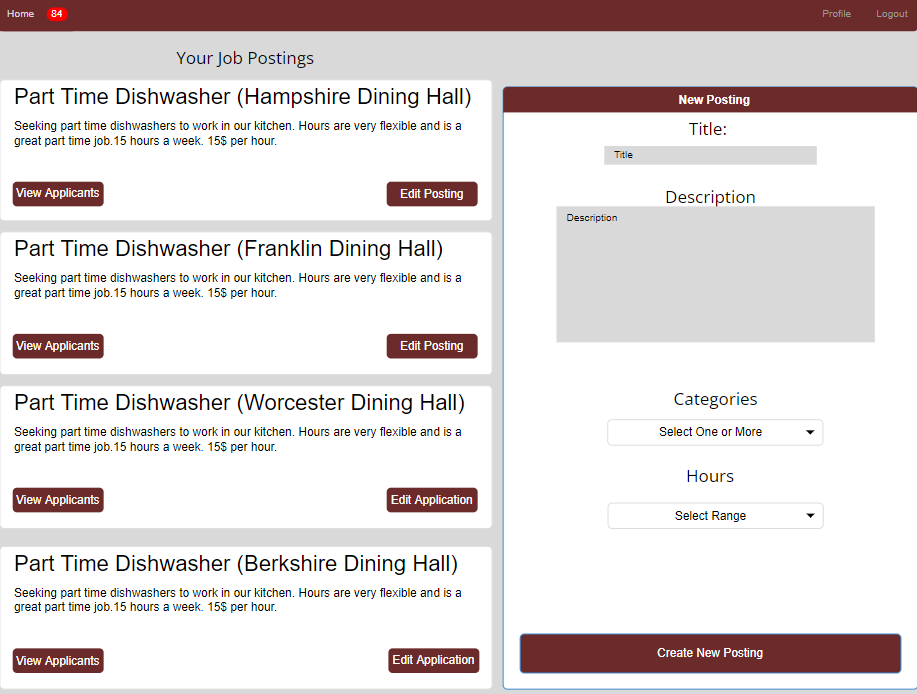 Home 84 Profile Logout
Your Job Postings
Part Time Dishwasher (Hampshire Dining Hall)
Seeking part time dishwashers to work in our kitchen. Hours are very flexible and is a
great part time job.15 hours a week. 15$ per hour.
View Applicants Edit Posting
Part Time Dishwasher (Franklin Dining Hall)
Seeking part time dishwashers to work in our kitchen. Hours are very flexible and is a
great part time job.15 hours a week. 15$ per hour.
View Applicants Edit Posting
Part Time Dishwasher (Worcester Dining Hall)
Seeking part time dishwashers to work in our kitchen. Hours are very flexible and is a
great part time job.15 hours a week. 15$ per hour.
View Applicants Edit Application
Part Time Dishwasher (Berkshire Dining Hall)
Seeking part time dishwashers to work in our kitchen. Hours are very flexible and is a
great part time job.15 hours a week. 15$ per hour.
View Applicants Edit Application
New Posting
Title:
Title
Description
Description
Categories
Select One or More
Hours
Select Range
Create New Posting